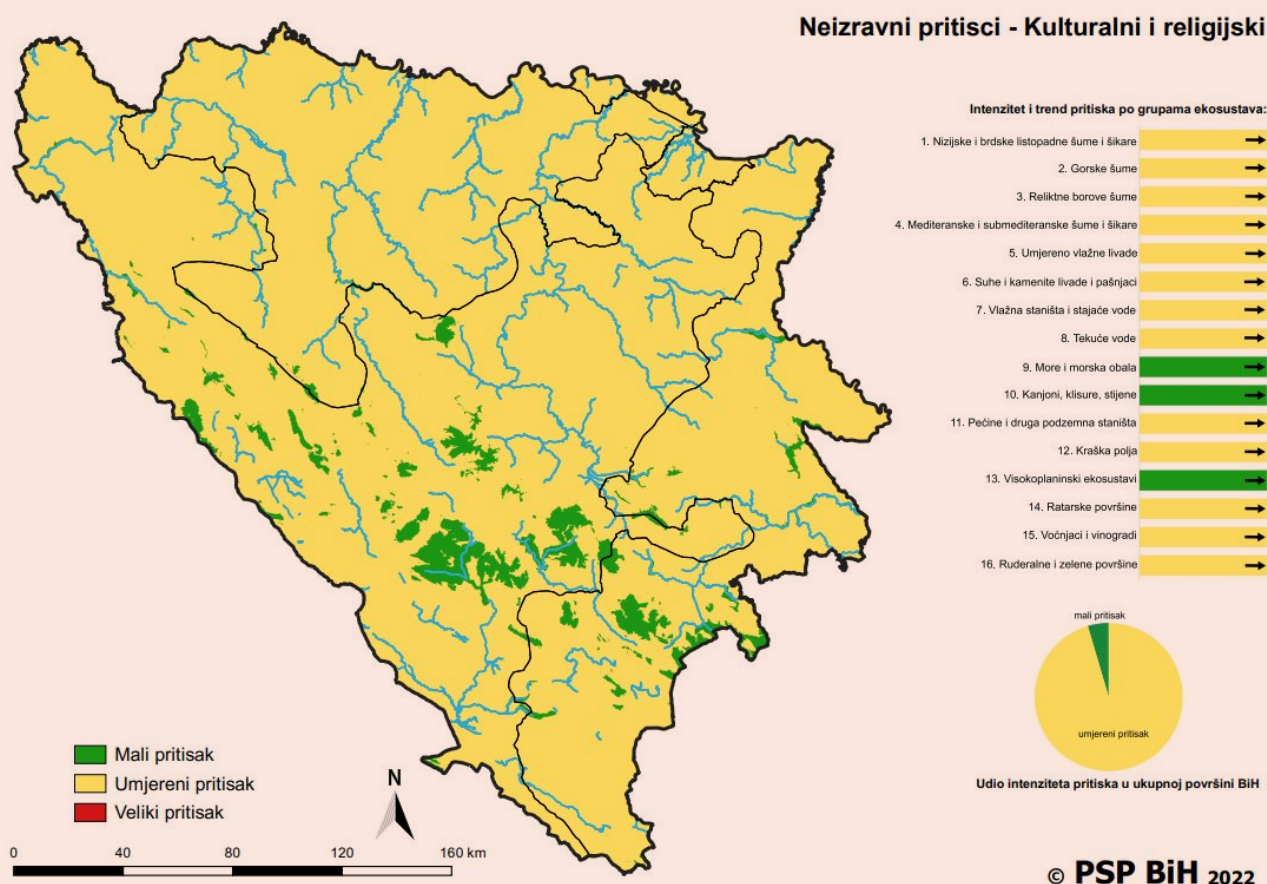 Neizravni pritisci - Kulturalni i religijski
Intenzitet i trend pritiska po grupama ekosustava:
1. Nizijske i brdske listopadne šume i šikare
2. Gorske šume
3. Reliktne borove šume
4. Mediteranske i submediteranske šume i šikare
5. Umjereno vlažne livade
6. Suhe i kamenite livade i pašnjaci
7. Vlažna staništa i stajaće vode
8. Tekuće vode
9. More i morska obala
10. Kanjoni, klisure, stijene
11. Pećine i druga podzemna staništa
12. Kraška polja
13. Visokoplaninski ekosustavi
14. Ratarske površine
15. Voćnjaci i vinogradi
16. Ruderalne i zelene površine
mali pritisak
umjereni pritisak
Udio intenziteta pritiska u ukupnoj površini BiH
Mali pritisak
Umjereni pritisak
Veliki pritisak
N
0 40 80 120 160 km
© PSP BiH 2022